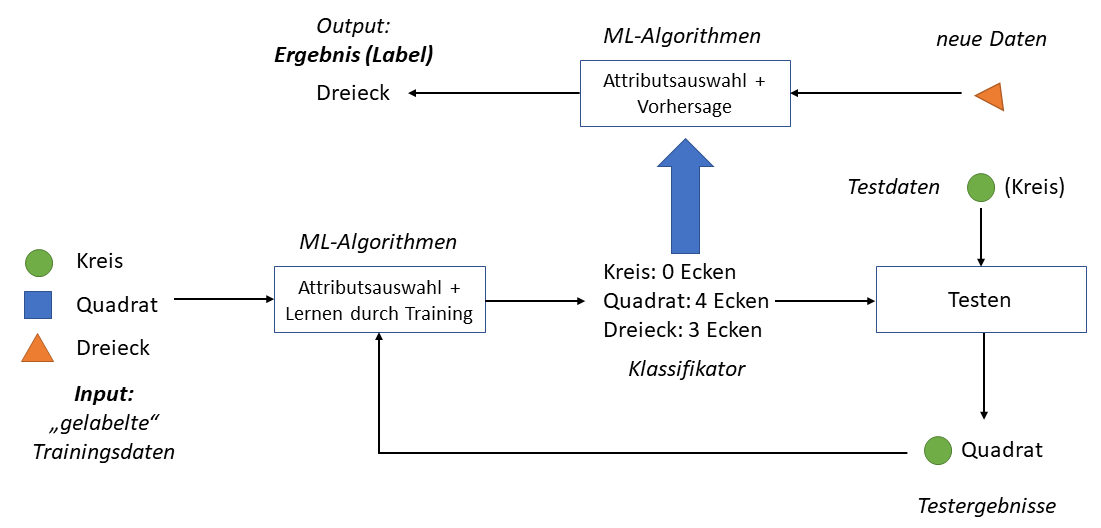 Output:
Ergebnis (Label)
Dreieck
ML-Algorithmen
Attributsauswahl +
Vorhersage
neue Daten
Testdaten
(Kreis)
Kreis
Quadrat
Dreieck
Input:
„gelabelte“
Trainingsdaten
ML-Algorithmen
Attributsauswahl +
Lernen durch Training
Kreis: 0 Ecken
Quadrat: 4 Ecken
Dreieck: 3 Ecken
Klassifikator
Testen
Quadrat
Testergebnisse